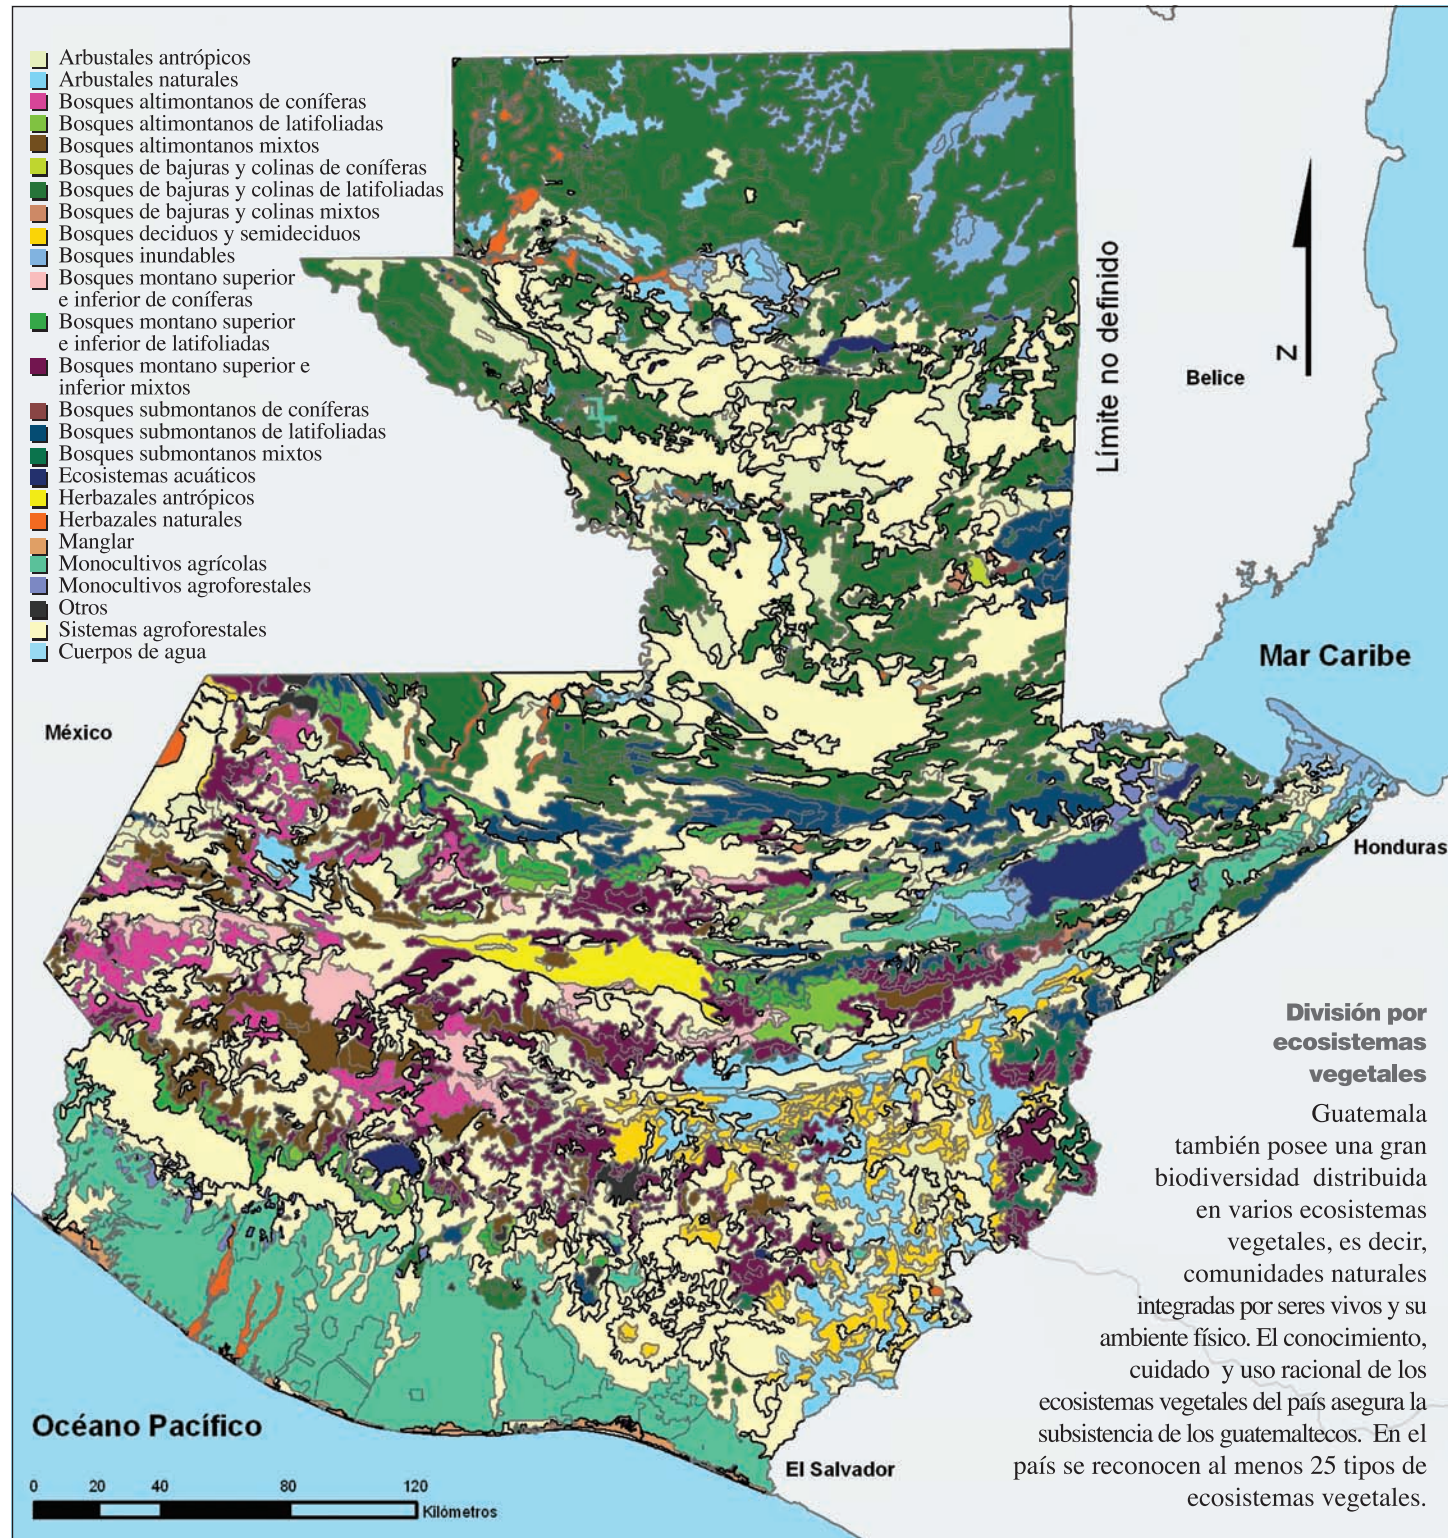 Arbustales antrópicos
Arbustales naturales
Bosques altimontanos de coníferas
Bosques altimontanos de latifoliadas
Bosques altimontanos mixtos
Bosques de bajuras y colinas de coníferas
Bosques de bajuras y colinas de latifoliadas
Bosques de bajuras y colinas mixtos
Bosques deciduos y semideciduos
Bosques inundables
Bosques montano superior
e inferior de coníferas
Bosques montano superior
e inferior de latifoliadas
Bosques montano superior e
inferior mixtos
Bosques submontanos de coníferas
Bosques submontanos de latifoliadas
Bosques submontanos mixtos
Ecosistemas acuáticos
Herbazales antrópicos
Herbazales naturales
Manglar
Monocultivos agrícolas
Monocultivos agroforestales
Otros
Sistemas agroforestales
Cuerpos de agua
Límite no definido
N
Belice
Mar Caribe
México
Honduras
División por
ecosistemas
vegetales
Guatemala
también posee una gran
biodiversidad distribuida
en varios ecosistemas
vegetales, es decir,
comunidades naturales
integradas por seres vivos y su
ambiente físico. El conocimiento,
cuidado y uso racional de los
ecosistemas vegetales del país asegura la
subsistencia de los guatemaltecos. En el
país se reconocen al menos 25 tipos de
ecosistemas vegetales.
Océano Pacífico
El Salvador
0 20 40 80 120
Kilómetros